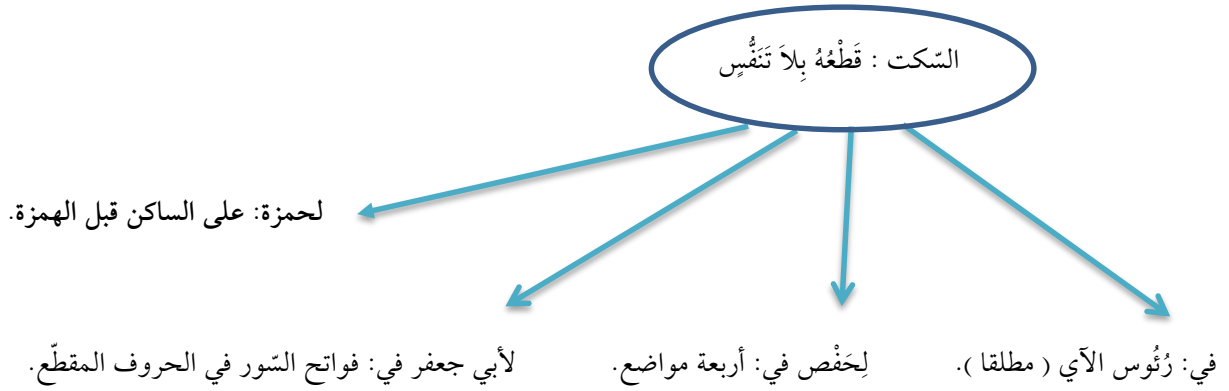 السّكت : قَطْعُهُ بِلاَ تَنَفُّسٍ
لحمزة: على الساكن قبل الهمزة.
في: رُئُوس الآي ( مطلقا ).
لِحَفْص في: أربعة مواضع.
لأبي جعفر في: فواتح السّور في الحروف المقطّع.